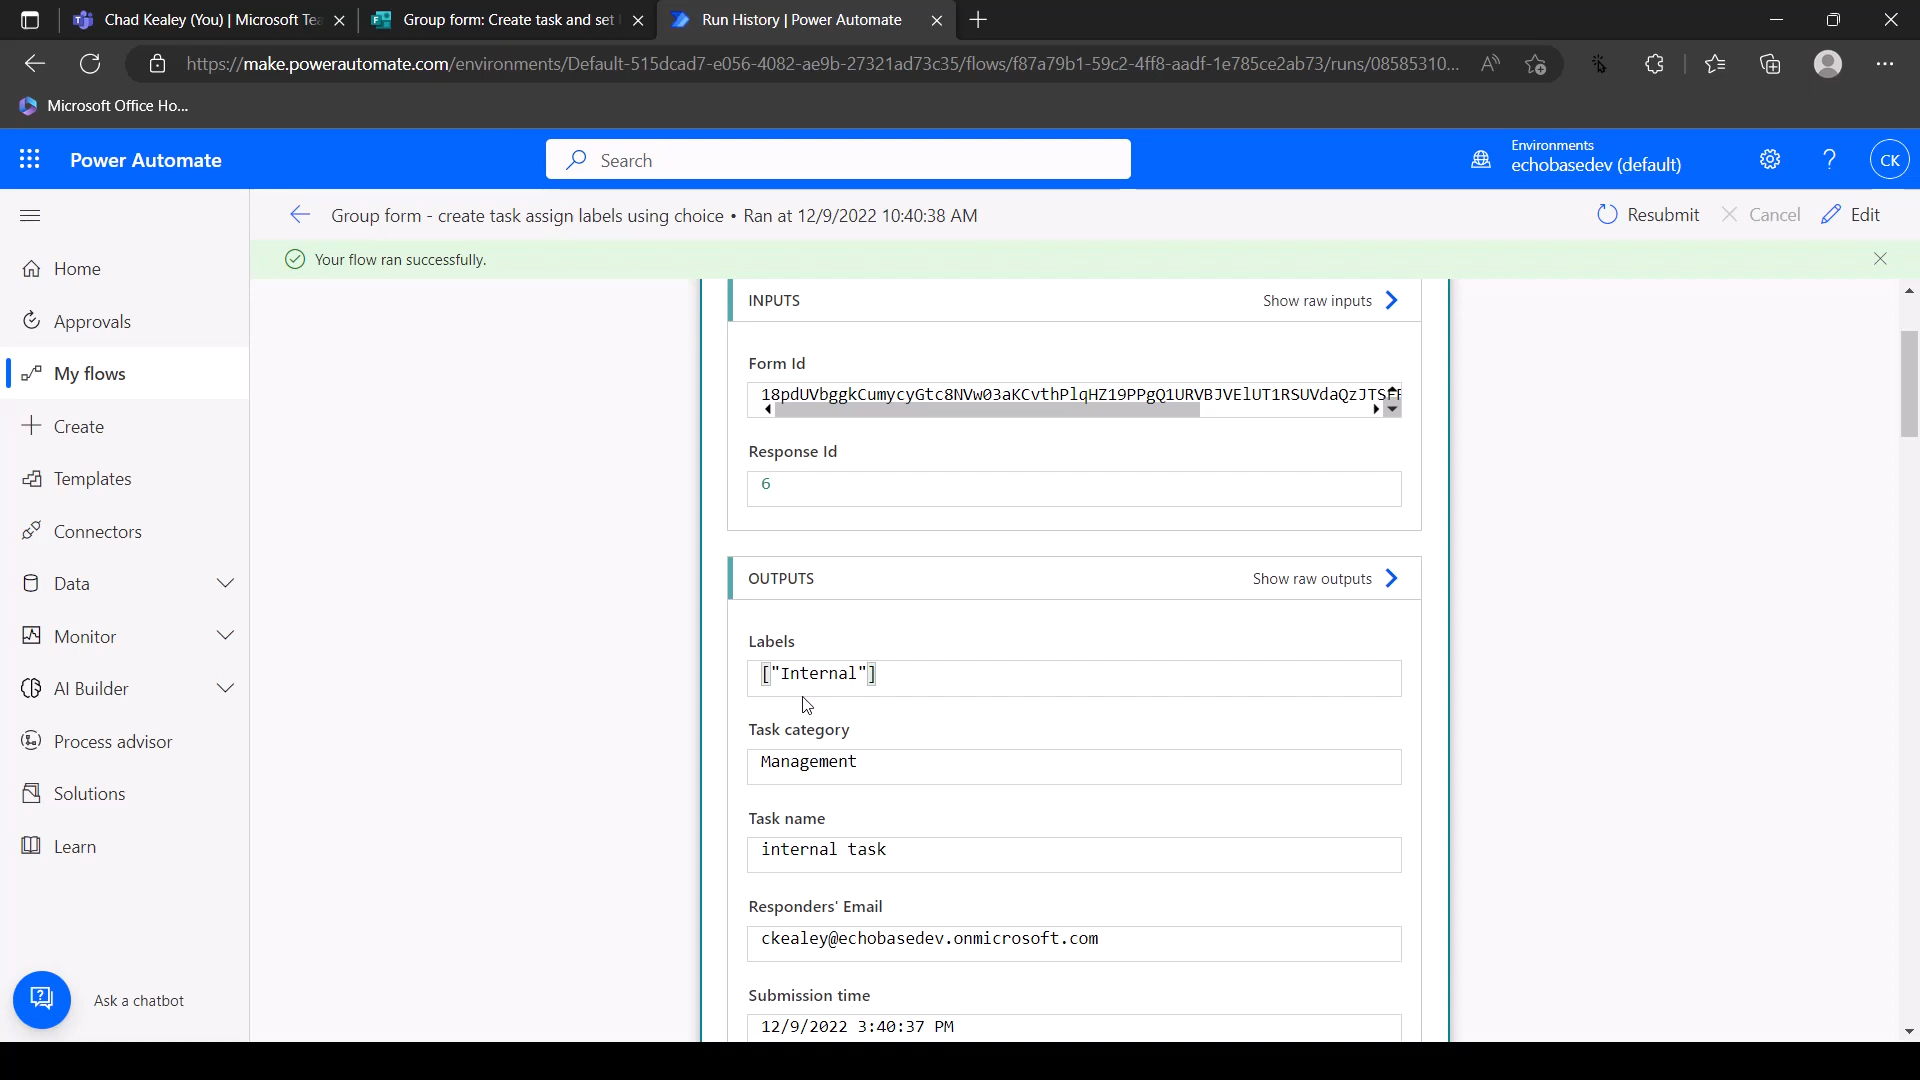 Chad Kealey (You) | Microsoft Te
Group form: Create task and set
Run History | Power Automate
https://make.powerautomate.com/environments/Default-515dcad7-e056-4082-ae9b-27321ad73c35/flows/f87a79b1-59c2-4ff8-aadf-1e785ce2ab73/runs/08585310...
Microsoft Office Ho...
Power Automate
Search
Environments
echobasedev (default)
?
CK
Group form - create task assign labels using choice • Ran at 12/9/2022 10:40:38 AM
Resubmit
Cancel
Edit
Your flow ran successfully.
Home
Approvals
My flows
Create
Templates
Connectors
Data
Monitor
AI Builder
Process advisor
Solutions
Learn
Ask a chatbot
INPUTS
Show raw inputs
Form Id
Response Id
6
OUTPUTS
Show raw outputs
Labels
["Internal"]
Task category
Management
Task name
internal task
Responders' Email
ckealey@echobasedev.onmicrosoft.com
Submission time
12/9/2022 3:40:37 PM